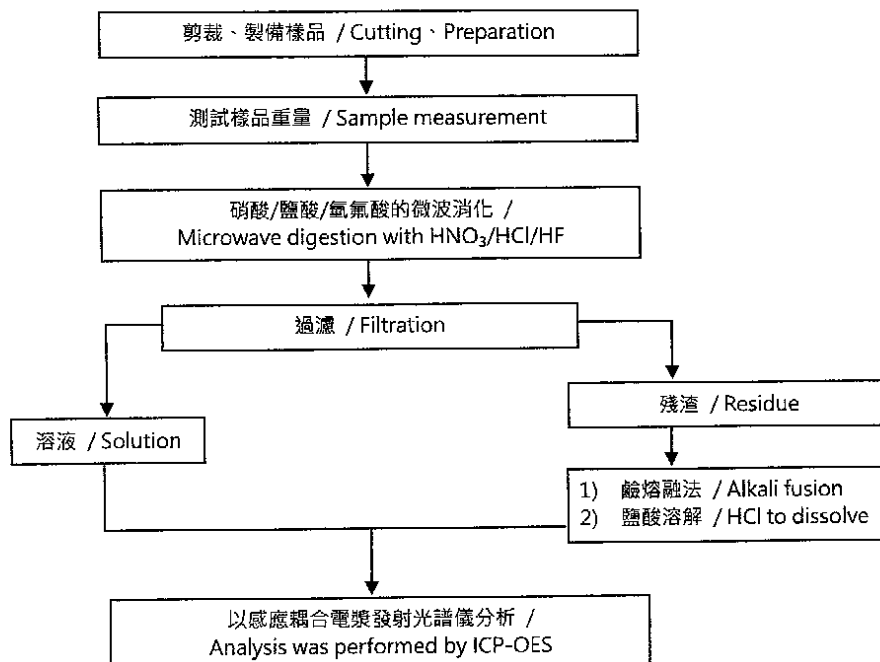 剪裁、製備樣品 / Cutting、Preparation
測試樣品重量 / Sample measurement
硝酸/鹽酸/氫氟酸的微波消化 /
Microwave digestion with HNO₃/HCl/HF
過濾 / Filtration
溶液 / Solution
殘渣 / Residue
1) 鹼熔融法 / Alkali fusion
2) 鹽酸溶解 / HCl to dissolve
以感應耦合電漿發射光譜儀分析 /
Analysis was performed by ICP-OES